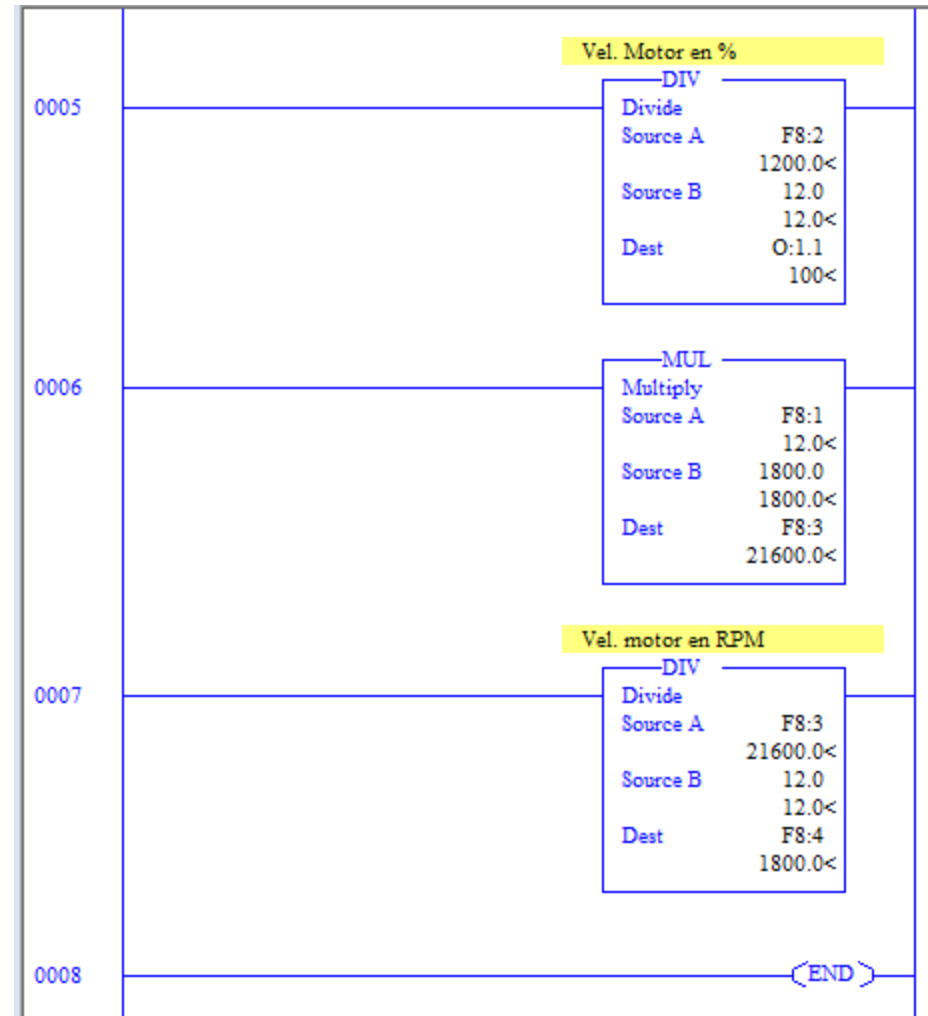 Vel. Motor en %
DIV
0005
Divide
Source A F8:2
1200.0<
Source B 12.0
12.0<
Dest O:1.1
100<
MUL
0006
Multiply
Source A F8:1
12.0<
Source B 1800.0
1800.0<
Dest F8:3
21600.0<
Vel. motor en RPM
DIV
0007
Divide
Source A F8:3
21600.0<
Source B 12.0
12.0<
Dest F8:4
1800.0<
0008 END